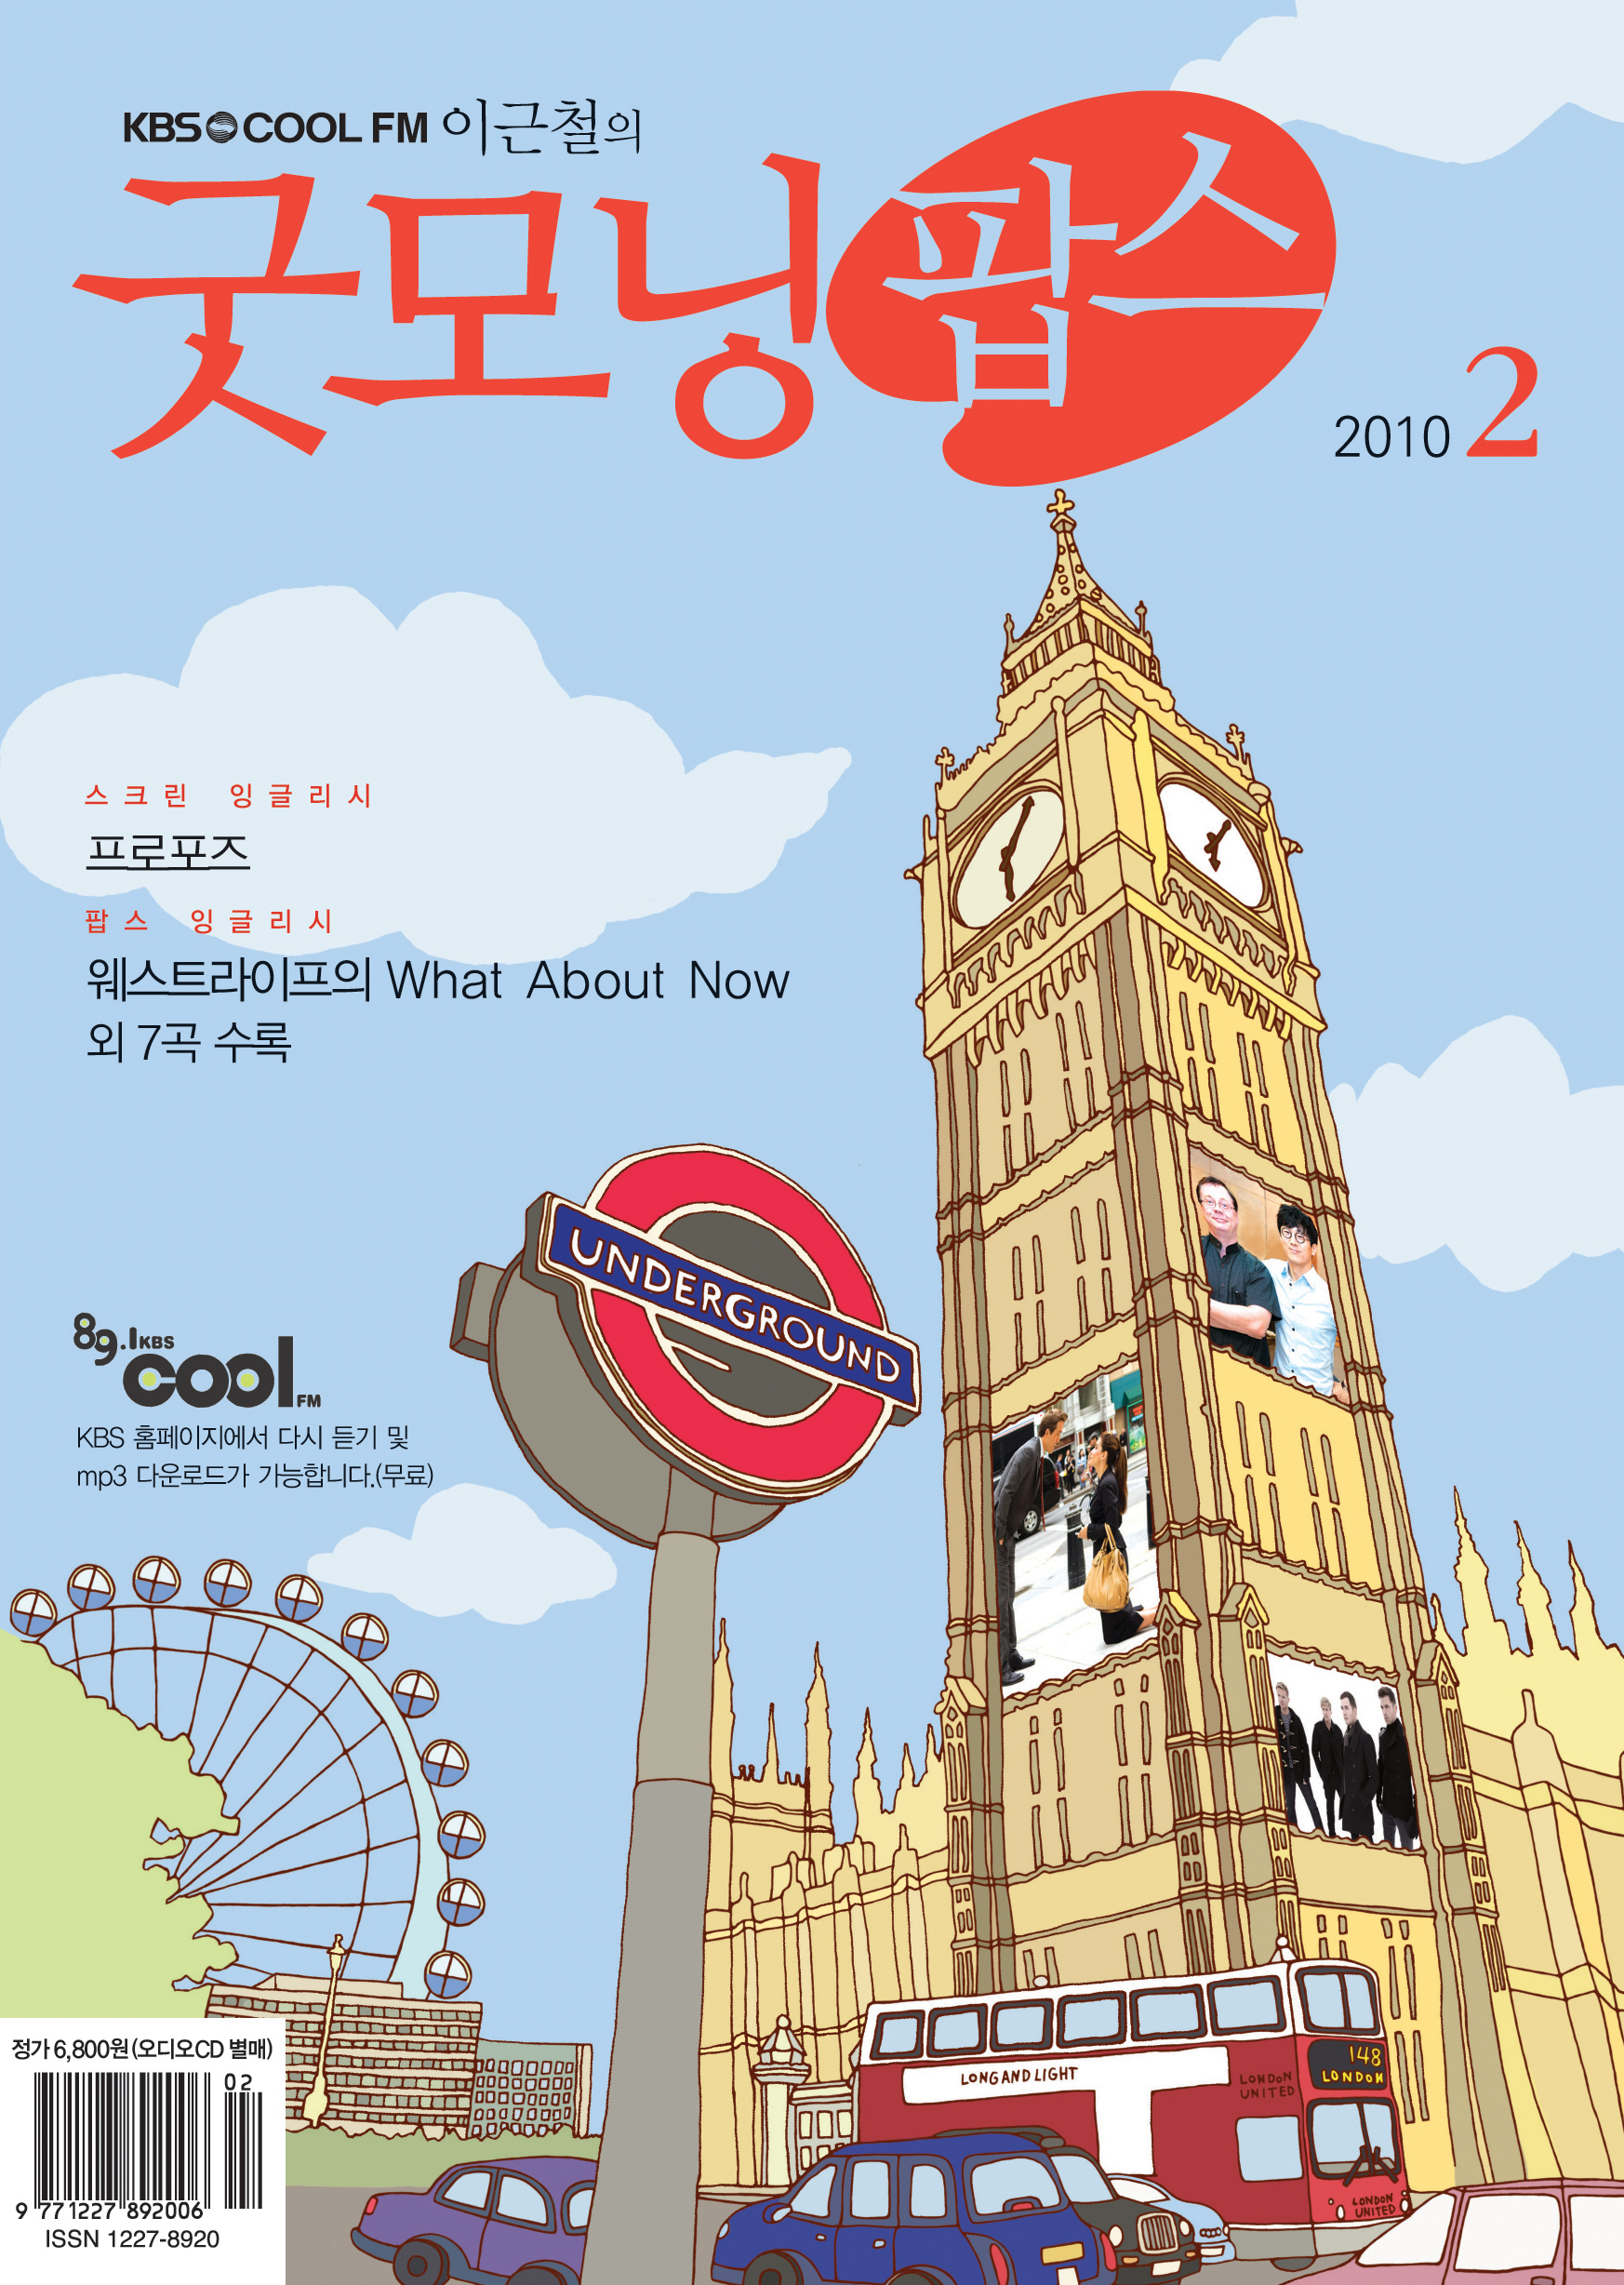 KBS COOL FM 이근철의
굿모닝팝스
2010 2
스크린 잉글리시
프로포즈
팝스 잉글리시
웨스트라이프의 What About Now
외 7곡 수록
UNDERGROUND
89.1 KBS
cool FM
KBS 홈페이지에서 다시 듣기 및
mp3 다운로드가 가능합니다.(무료)
LONG AND LIGHT
LONDON
UNITED
148
LONDON
LONDON
UNITED
정가 6,800원(오디오CD 별매)
02
9 771227 892006
ISSN 1227-8920